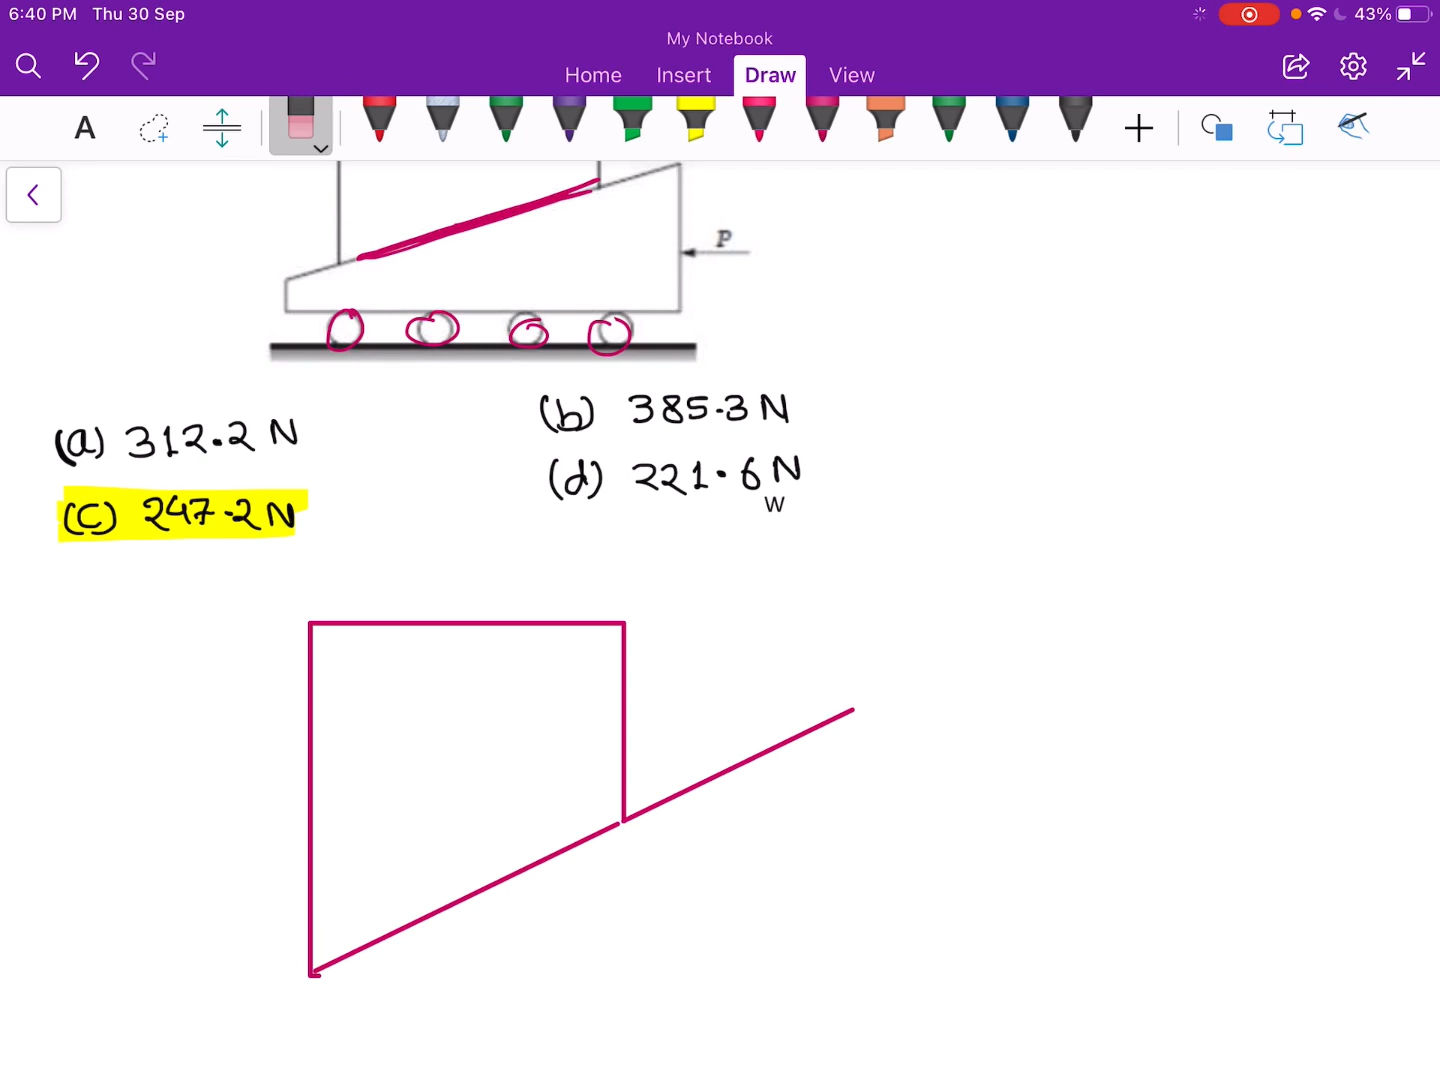 6:40 PM Thu 30 Sep
43%
My Notebook
Home Insert Draw View
A
P
(a) 312.2 N
(b) 385.3 N
(c) 247.2 N
(d) 221.6 N
W